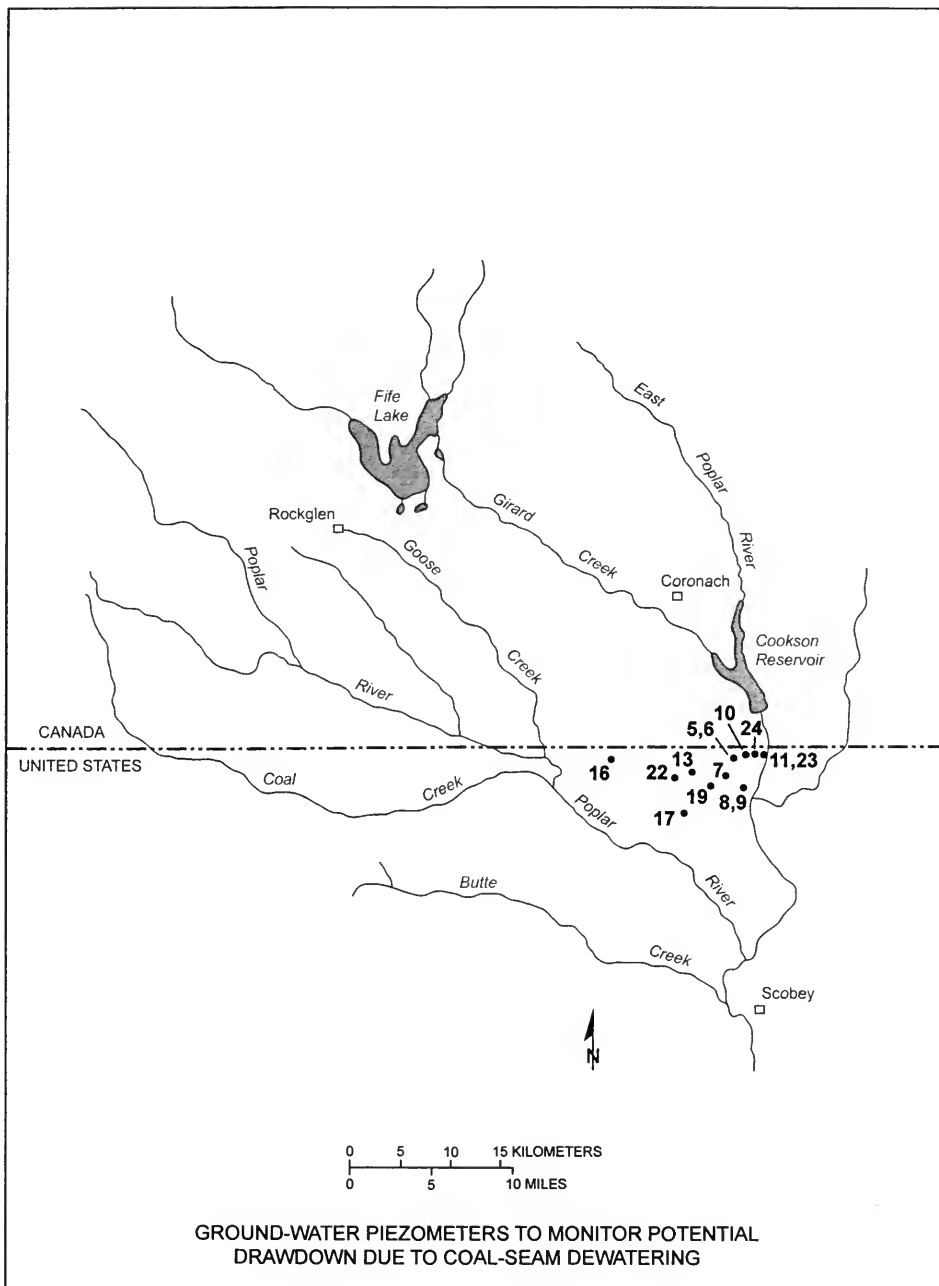 Fife
Lake
East
Poplar
River
Rockglen
Girard
Creek
Goose
Creek
Poplar
River
Coronach
Cookson
Reservoir
CANADA
UNITED STATES
10
5,6
24
11,23
13
7
16
22
19
8,9
17
Coal
Creek
Poplar
River
Butte
Creek
Scobey
N
0 5 10 15 KILOMETERS
0 5 10 MILES
GROUND-WATER PIEZOMETERS TO MONITOR POTENTIAL
DRAWDOWN DUE TO COAL-SEAM DEWATERING